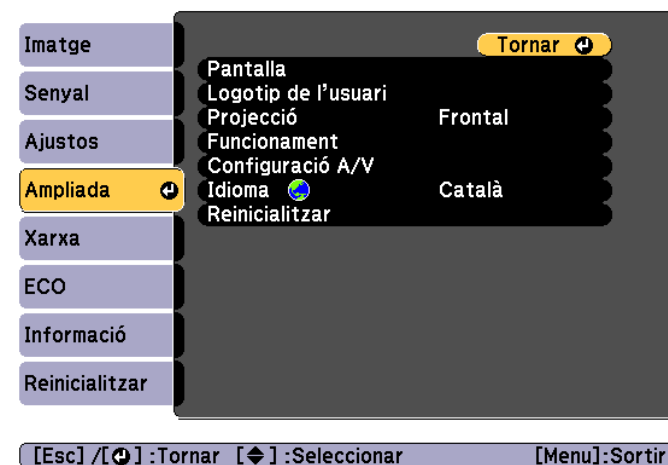 Imatge
Senyal
Ajustos
Ampliada
Xarxa
ECO
Informació
Reinicialitzar
Tornar
Pantalla
Logotip de l'usuari
Projecció Frontal
Funcionament
Configuració A/V
Idioma Català
Reinicialitzar
[Esc] /[ ] :Tornar [ ] :Seleccionar [Menu]:Sortir